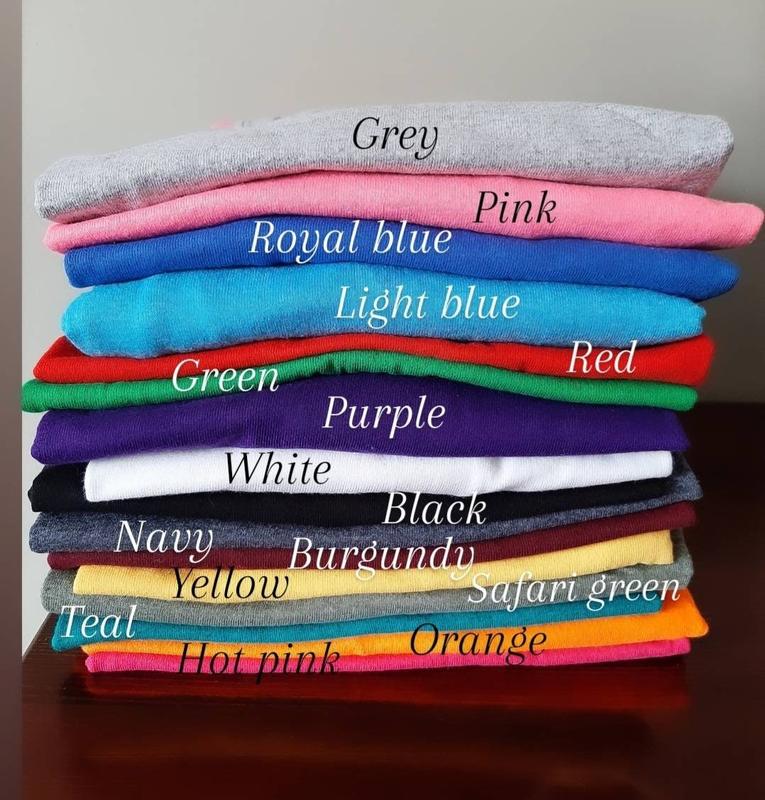 Grey
Pink
Royal blue
Light blue
Red
Green
Purple
White
Black
Navy
Burgundy
Yellow
Safari green
Teal
Orange
Hot pink